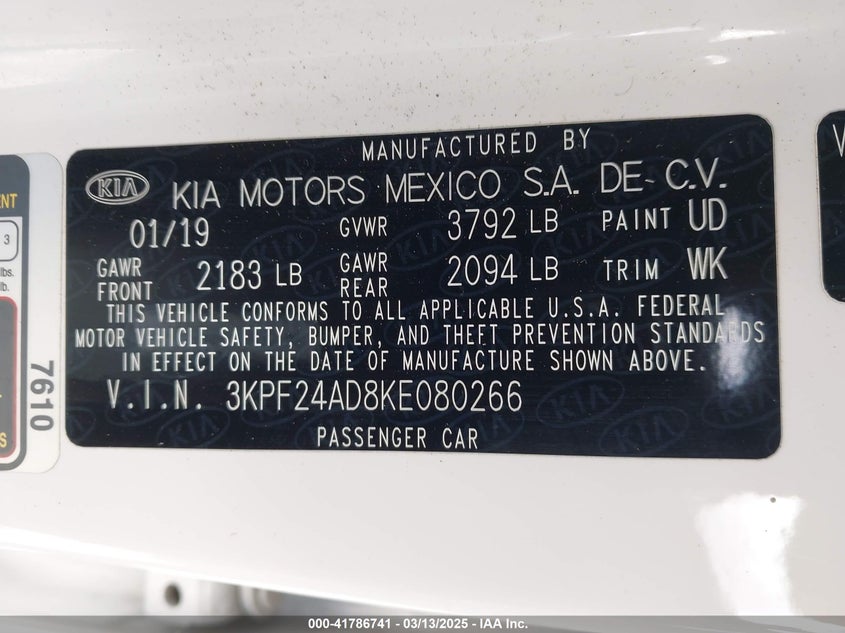 MANUFACTURED BY
KIA KIA MOTORS MEXICO S.A. DE C.V.
01/19 GVWR 3792 LB PAINT UD
GAWR FRONT 2183 LB GAWR REAR 2094 LB TRIM WK
THIS VEHICLE CONFORMS TO ALL APPLICABLE U.S.A. FEDERAL
MOTOR VEHICLE SAFETY, BUMPER, AND THEFT PREVENTION STANDARDS
IN EFFECT ON THE DATE OF MANUFACTURE SHOWN ABOVE.
V.I.N. 3KPF24AD8KE080266
PASSENGER CAR
3
lbs.
lb.
7610
000-41786741 — 03/13/2025 — IAA Inc.